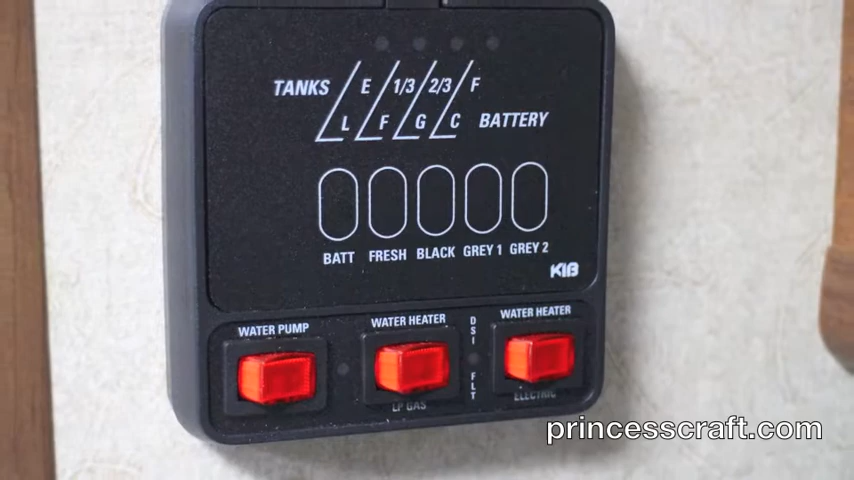 TANKS E 1/3 2/3 F
L F G C BATTERY
BATT FRESH BLACK GREY 1 GREY 2
KIB
WATER PUMP
WATER HEATER
LP GAS
DSI
FLT
WATER HEATER
ELECTRIC
princesscraft.com